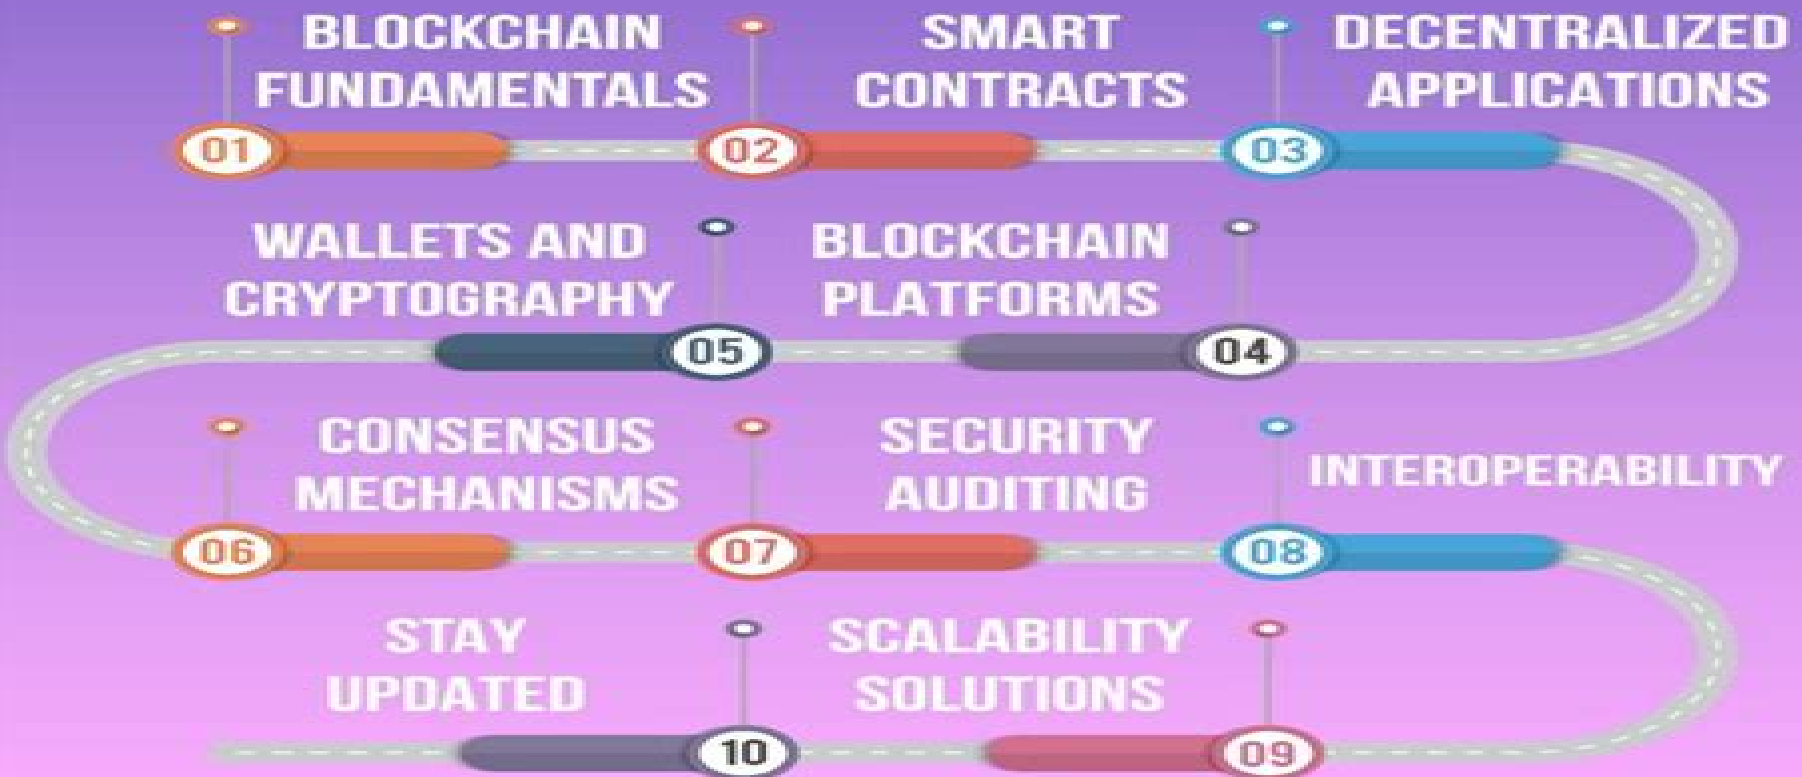 BLOCKCHAIN
FUNDAMENTALS
01
SMART
CONTRACTS
02
DECENTRALIZED
APPLICATIONS
03
BLOCKCHAIN
PLATFORMS
04
WALLETS AND
CRYPTOGRAPHY
05
CONSENSUS
MECHANISMS
06
SECURITY
AUDITING
07
INTEROPERABILITY
08
SCALABILITY
SOLUTIONS
09
STAY
UPDATED
10